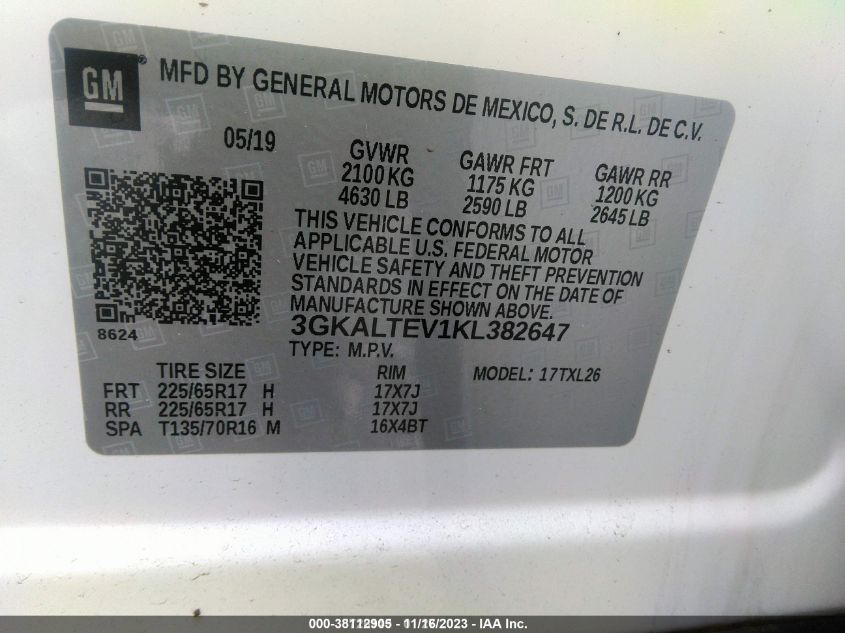 GM
MFD BY GENERAL MOTORS DE MEXICO, S. DE R.L. DE C.V.
05/19
GVWR GAWR FRT GAWR RR
2100 KG 1175 KG 1200 KG
4630 LB 2590 LB 2645 LB
THIS VEHICLE CONFORMS TO ALL
APPLICABLE U.S. FEDERAL MOTOR
VEHICLE SAFETY AND THEFT PREVENTION
STANDARDS IN EFFECT ON THE DATE OF
MANUFACTURE SHOWN ABOVE.
8624
3GKALTEV1KL382647
TYPE: M.P.V.
TIRE SIZE RIM MODEL: 17TXL26
FRT 225/65R17 H 17X7J
RR 225/65R17 H 17X7J
SPA T135/70R16 M 16X4BT
000-38112905 - 11/16/2023 - IAA Inc.